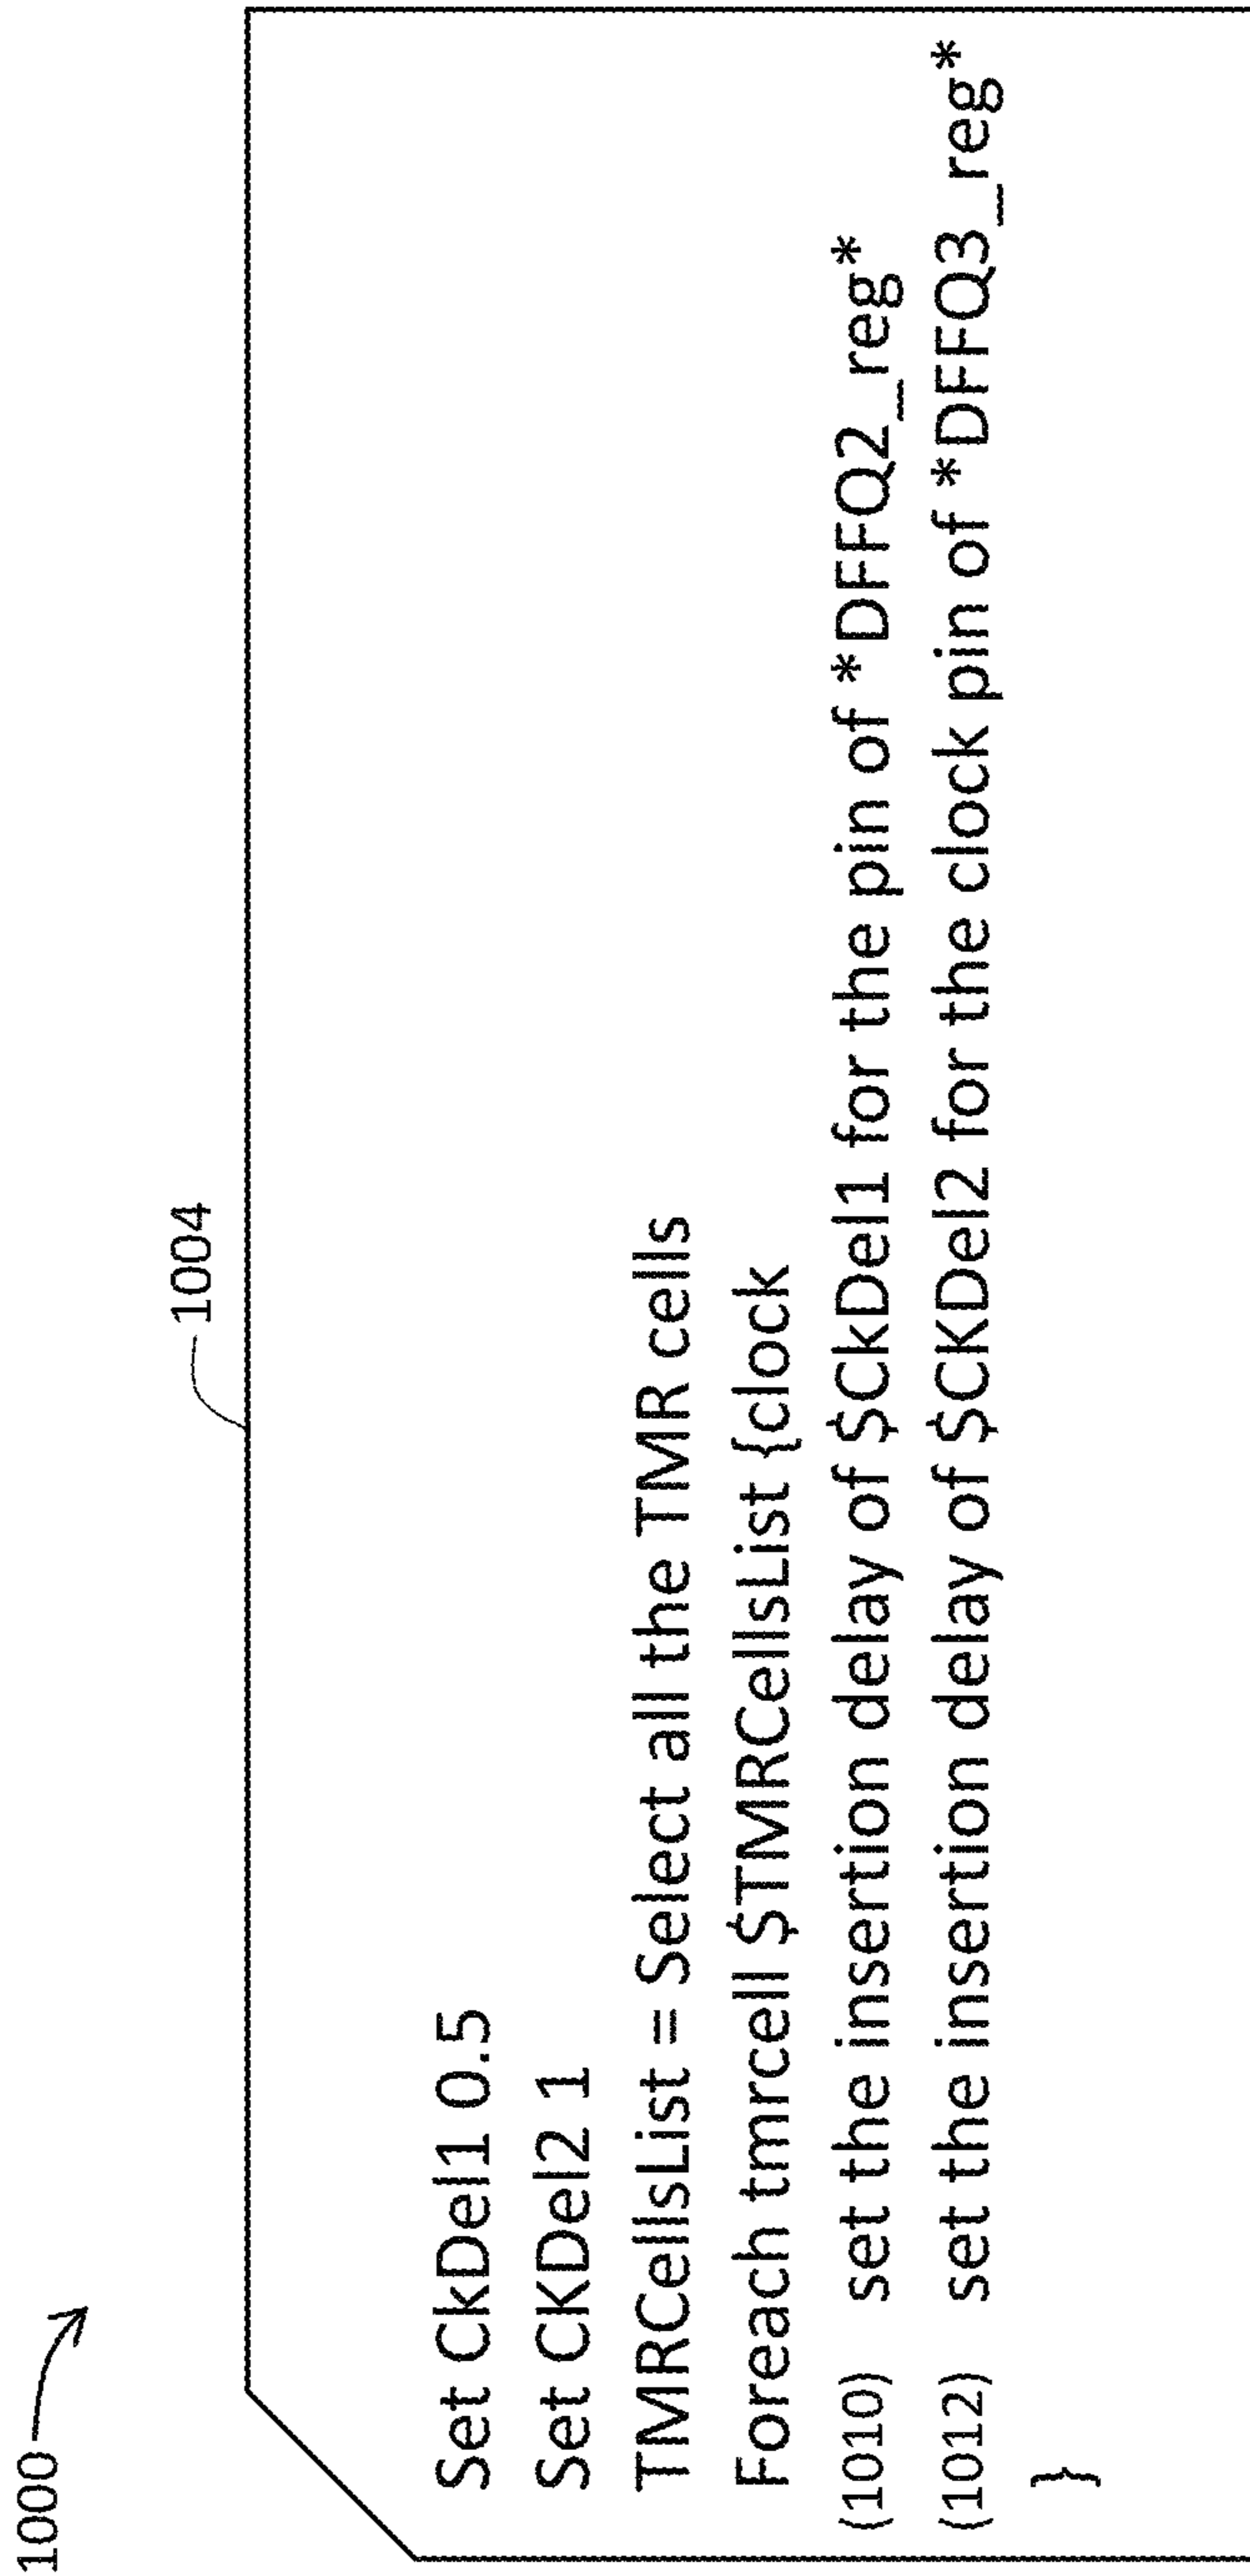 1000
1004
Set CkDel1 0.5
Set CKDel2 1
TMRCellsList = Select all the TMR cells
Foreach tmrcell $TMRCellsList {clock
(1010) set the insertion delay of $CkDel1 for the pin of *DFFQ2_reg*
(1012) set the insertion delay of $CKDel2 for the clock pin of *DFFQ3_reg*
}